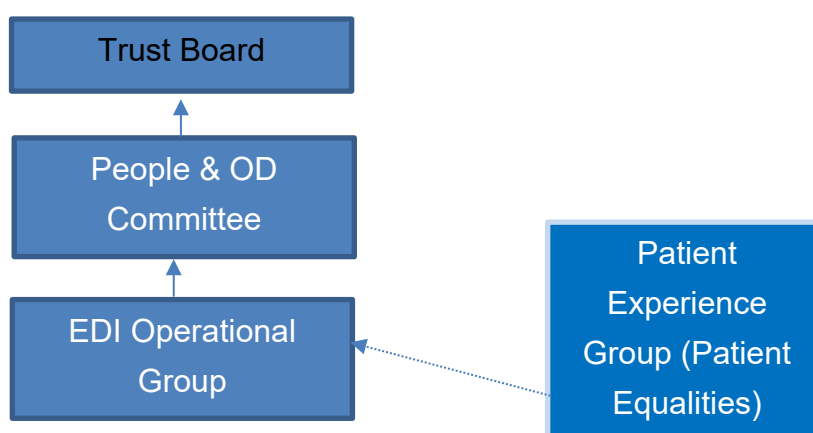 Trust Board
People & OD
Committee
EDI Operational
Group
Patient
Experience
Group (Patient
Equalities)